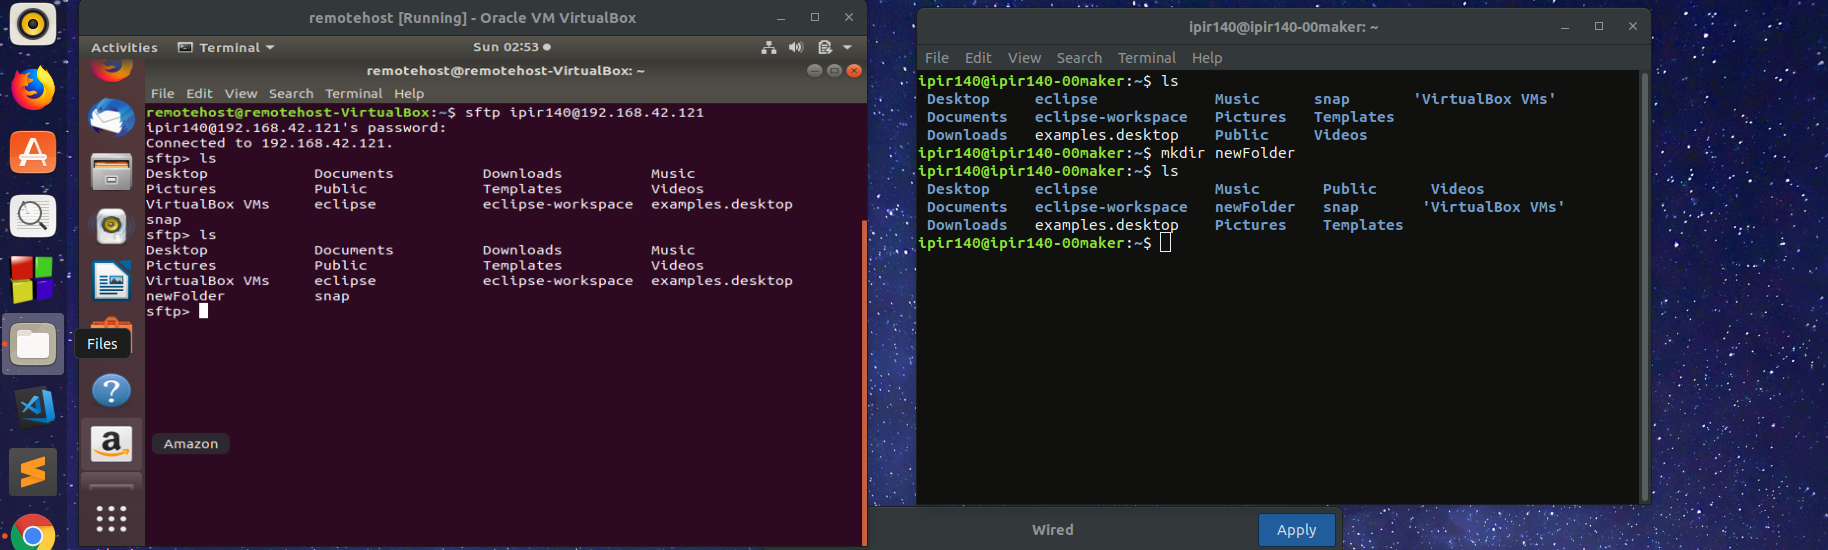 remotehost [Running] - Oracle VM VirtualBox
Activities Terminal Sun 02:53
remotehost@remotehost-VirtualBox: ~
File Edit View Search Terminal Help
remotehost@remotehost-VirtualBox:~$ sftp ipir140@192.168.42.121
ipir140@192.168.42.121's password:
Connected to 192.168.42.121.
sftp> ls
Desktop Documents Downloads Music
Pictures Public Templates Videos
VirtualBox VMs eclipse eclipse-workspace examples.desktop
snap
sftp> ls
Desktop Documents Downloads Music
Pictures Public Templates Videos
VirtualBox VMs eclipse eclipse-workspace examples.desktop
newFolder snap
sftp>
Files
Amazon
ipir140@ipir140-00maker: ~
File Edit View Search Terminal Help
ipir140@ipir140-00maker:~$ ls
Desktop eclipse Music snap 'VirtualBox VMs'
Documents eclipse-workspace Pictures Templates
Downloads examples.desktop Public Videos
ipir140@ipir140-00maker:~$ mkdir newFolder
ipir140@ipir140-00maker:~$ ls
Desktop eclipse Music Public Videos
Documents eclipse-workspace newFolder snap 'VirtualBox VMs'
Downloads examples.desktop Pictures Templates
ipir140@ipir140-00maker:~$
Wired Apply